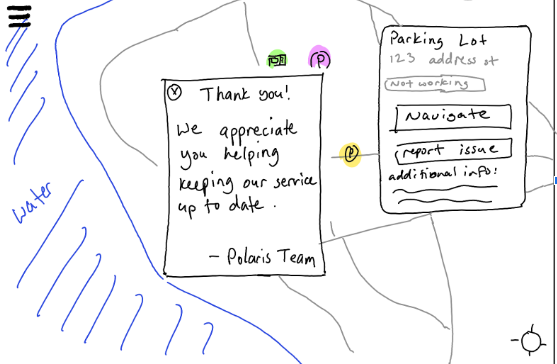 Parking Lot
123 address st
Not working
Navigate
report issue
additional info:
P
P
x
Thank you!
We appreciate
you helping
keeping our service
up to date.
- Polaris Team
water